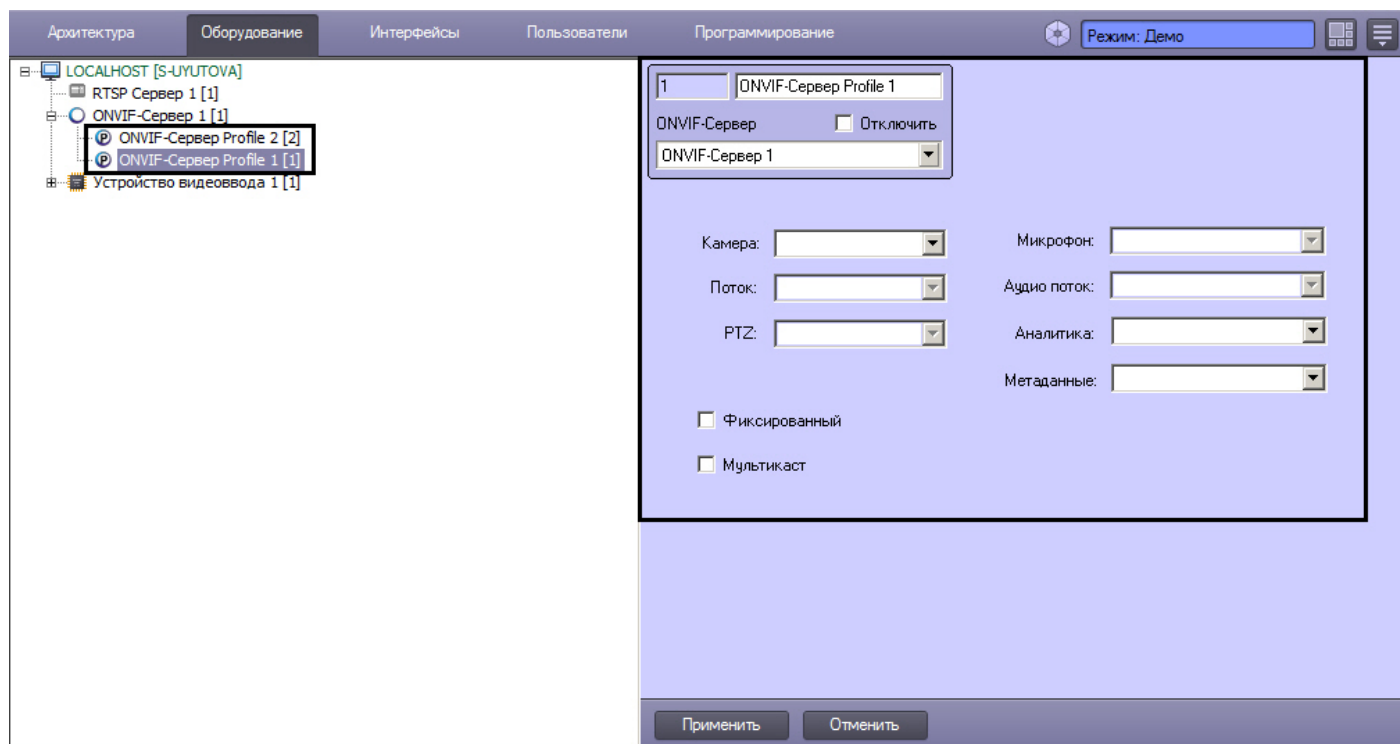 Архитектура Оборудование Интерфейсы Пользователи Программирование Режим: Демо
LOCALHOST [S-UYUTOVA]
RTSP Сервер 1 [1]
ONVIF-Сервер 1 [1]
ONVIF-Сервер Profile 2 [2]
ONVIF-Сервер Profile 1 [1]
Устройство видеоввода 1 [1]
1 ONVIF-Сервер Profile 1
ONVIF-Сервер Отключить
ONVIF-Сервер 1
Камера: Микрофон:
Поток: Аудио поток:
PTZ: Аналитика:
Метаданные:
Фиксированный
Мультикаст
Применить Отменить